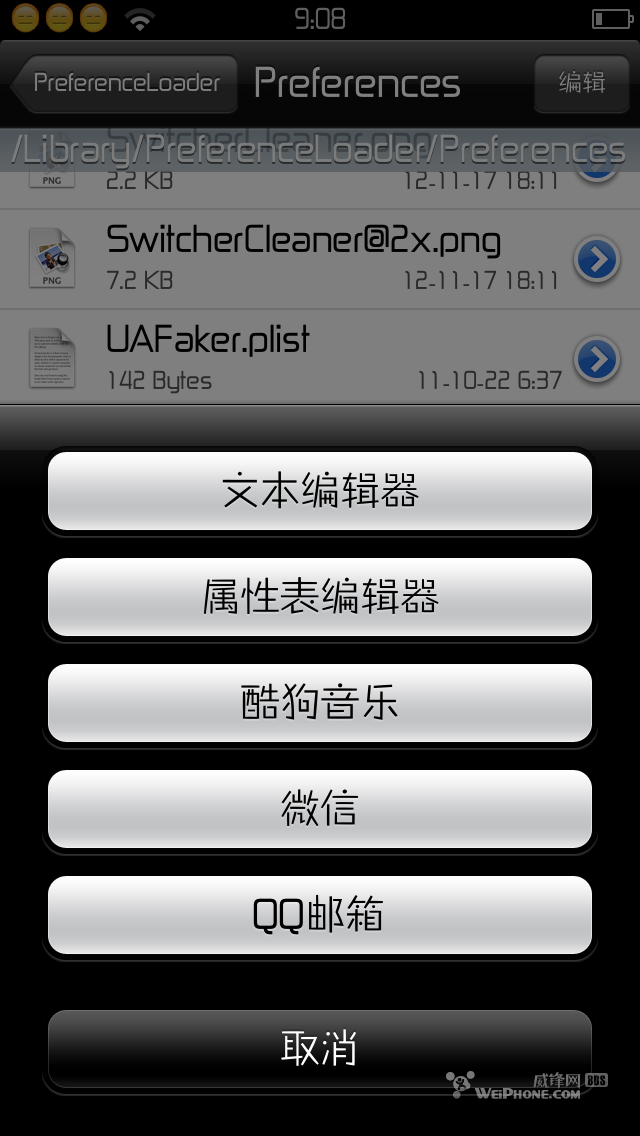 9:08
PreferenceLoader
Preferences
编辑
/Library/PreferenceLoader/Preferences
SwitcherCleaner.png
PNG
2.2 KB
12-11-17 18:11
SwitcherCleaner@2x.png
PNG
7.2 KB
12-11-17 18:11
UAFaker.plist
142 Bytes
11-10-22 6:37
文本编辑器
属性表编辑器
酷狗音乐
微信
QQ邮箱
取消
威锋网 BBS
WEIPHONE.COM